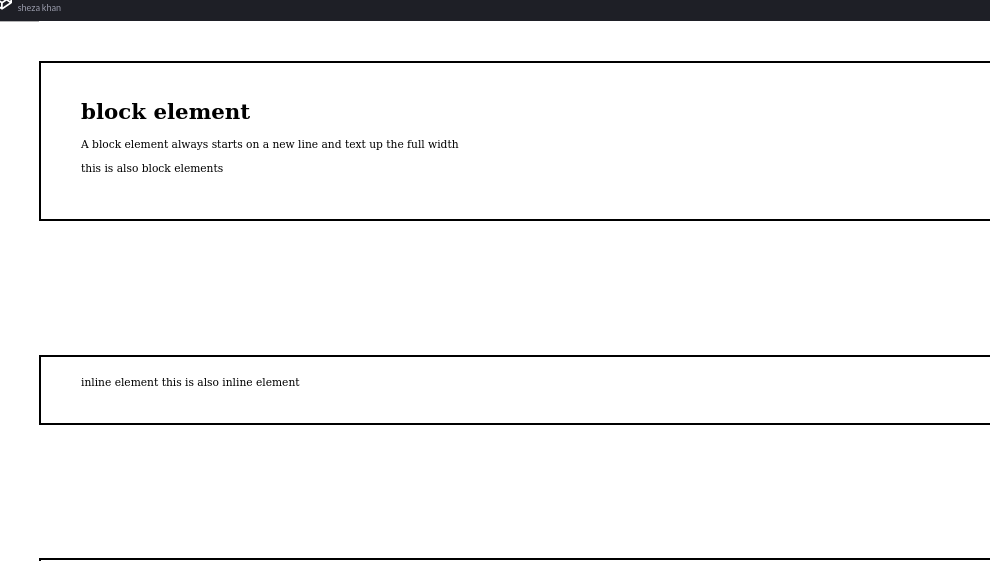 sheza khan
block element
A block element always starts on a new line and text up the full width
this is also block elements
inline element this is also inline element